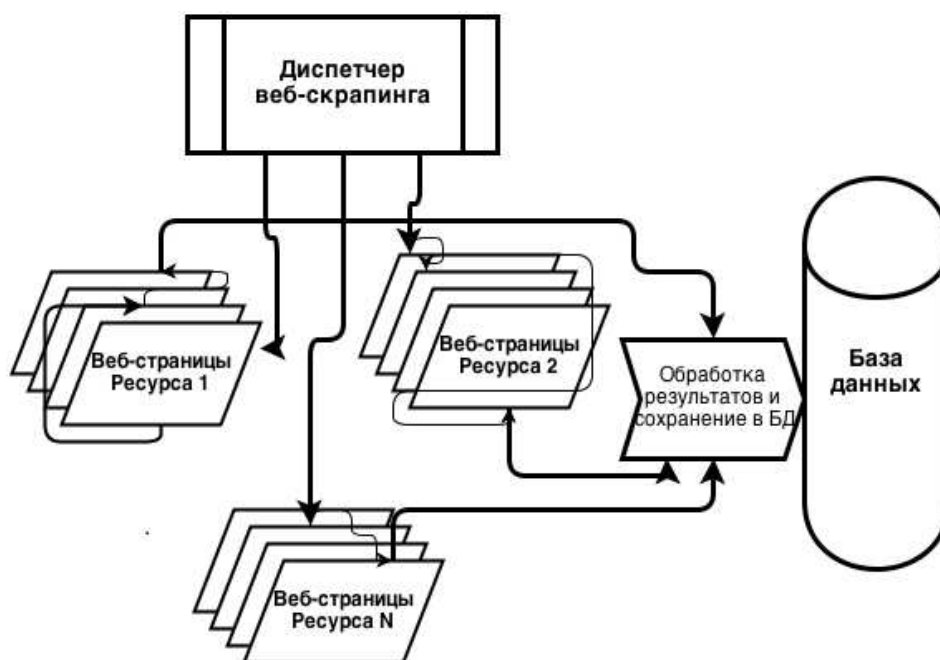 Диспетчер
веб-скрапинга
Веб-страницы
Ресурса 1
Веб-страницы
Ресурса 2
Обработка
результатов и
сохранение в БД
База
данных
Веб-страницы
Ресурса N